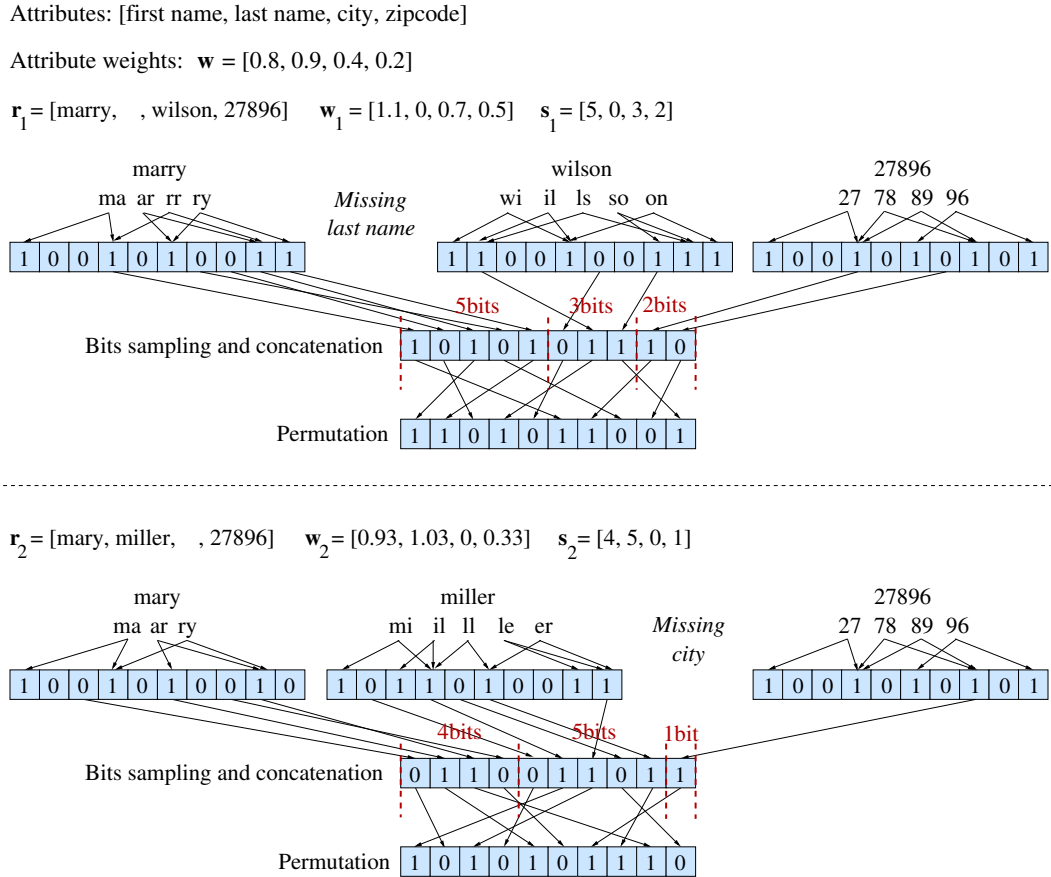 Attributes: [first name, last name, city, zipcode]
Attribute weights: w = [0.8, 0.9, 0.4, 0.2]
r1 = [marry, , wilson, 27896] w1 = [1.1, 0, 0.7, 0.5] s1 = [5, 0, 3, 2]
marry wilson 27896
ma ar rr ry Missing last name wi il ls so on 27 78 89 96
1 0 0 1 0 1 0 0 1 1 1 1 0 0 1 0 0 1 1 1 1 0 0 1 0 1 0 1 0 1
5bits 3bits 2bits
Bits sampling and concatenation 1 0 1 0 1 0 1 1 1 0
Permutation 1 1 0 1 0 1 1 0 0 1
r2 = [mary, miller, , 27896] w2 = [0.93, 1.03, 0, 0.33] s2 = [4, 5, 0, 1]
mary miller 27896
ma ar ry mi il ll le er Missing city 27 78 89 96
1 0 0 1 0 1 0 0 1 0 1 0 1 1 0 1 0 0 1 1 1 0 0 1 0 1 0 1 0 1
4bits 5bits 1bit
Bits sampling and concatenation 0 1 1 0 0 1 1 0 1 1
Permutation 1 0 1 0 1 0 1 1 1 0